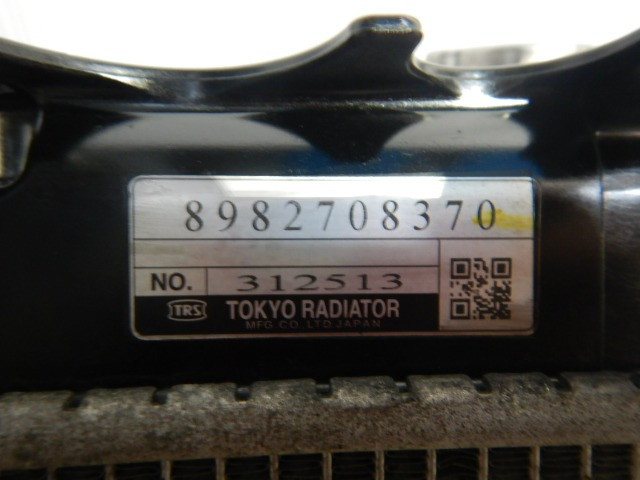 8982708370
NO. 312513
TRS TOKYO RADIATOR
MFG.CO.,LTD.JAPAN